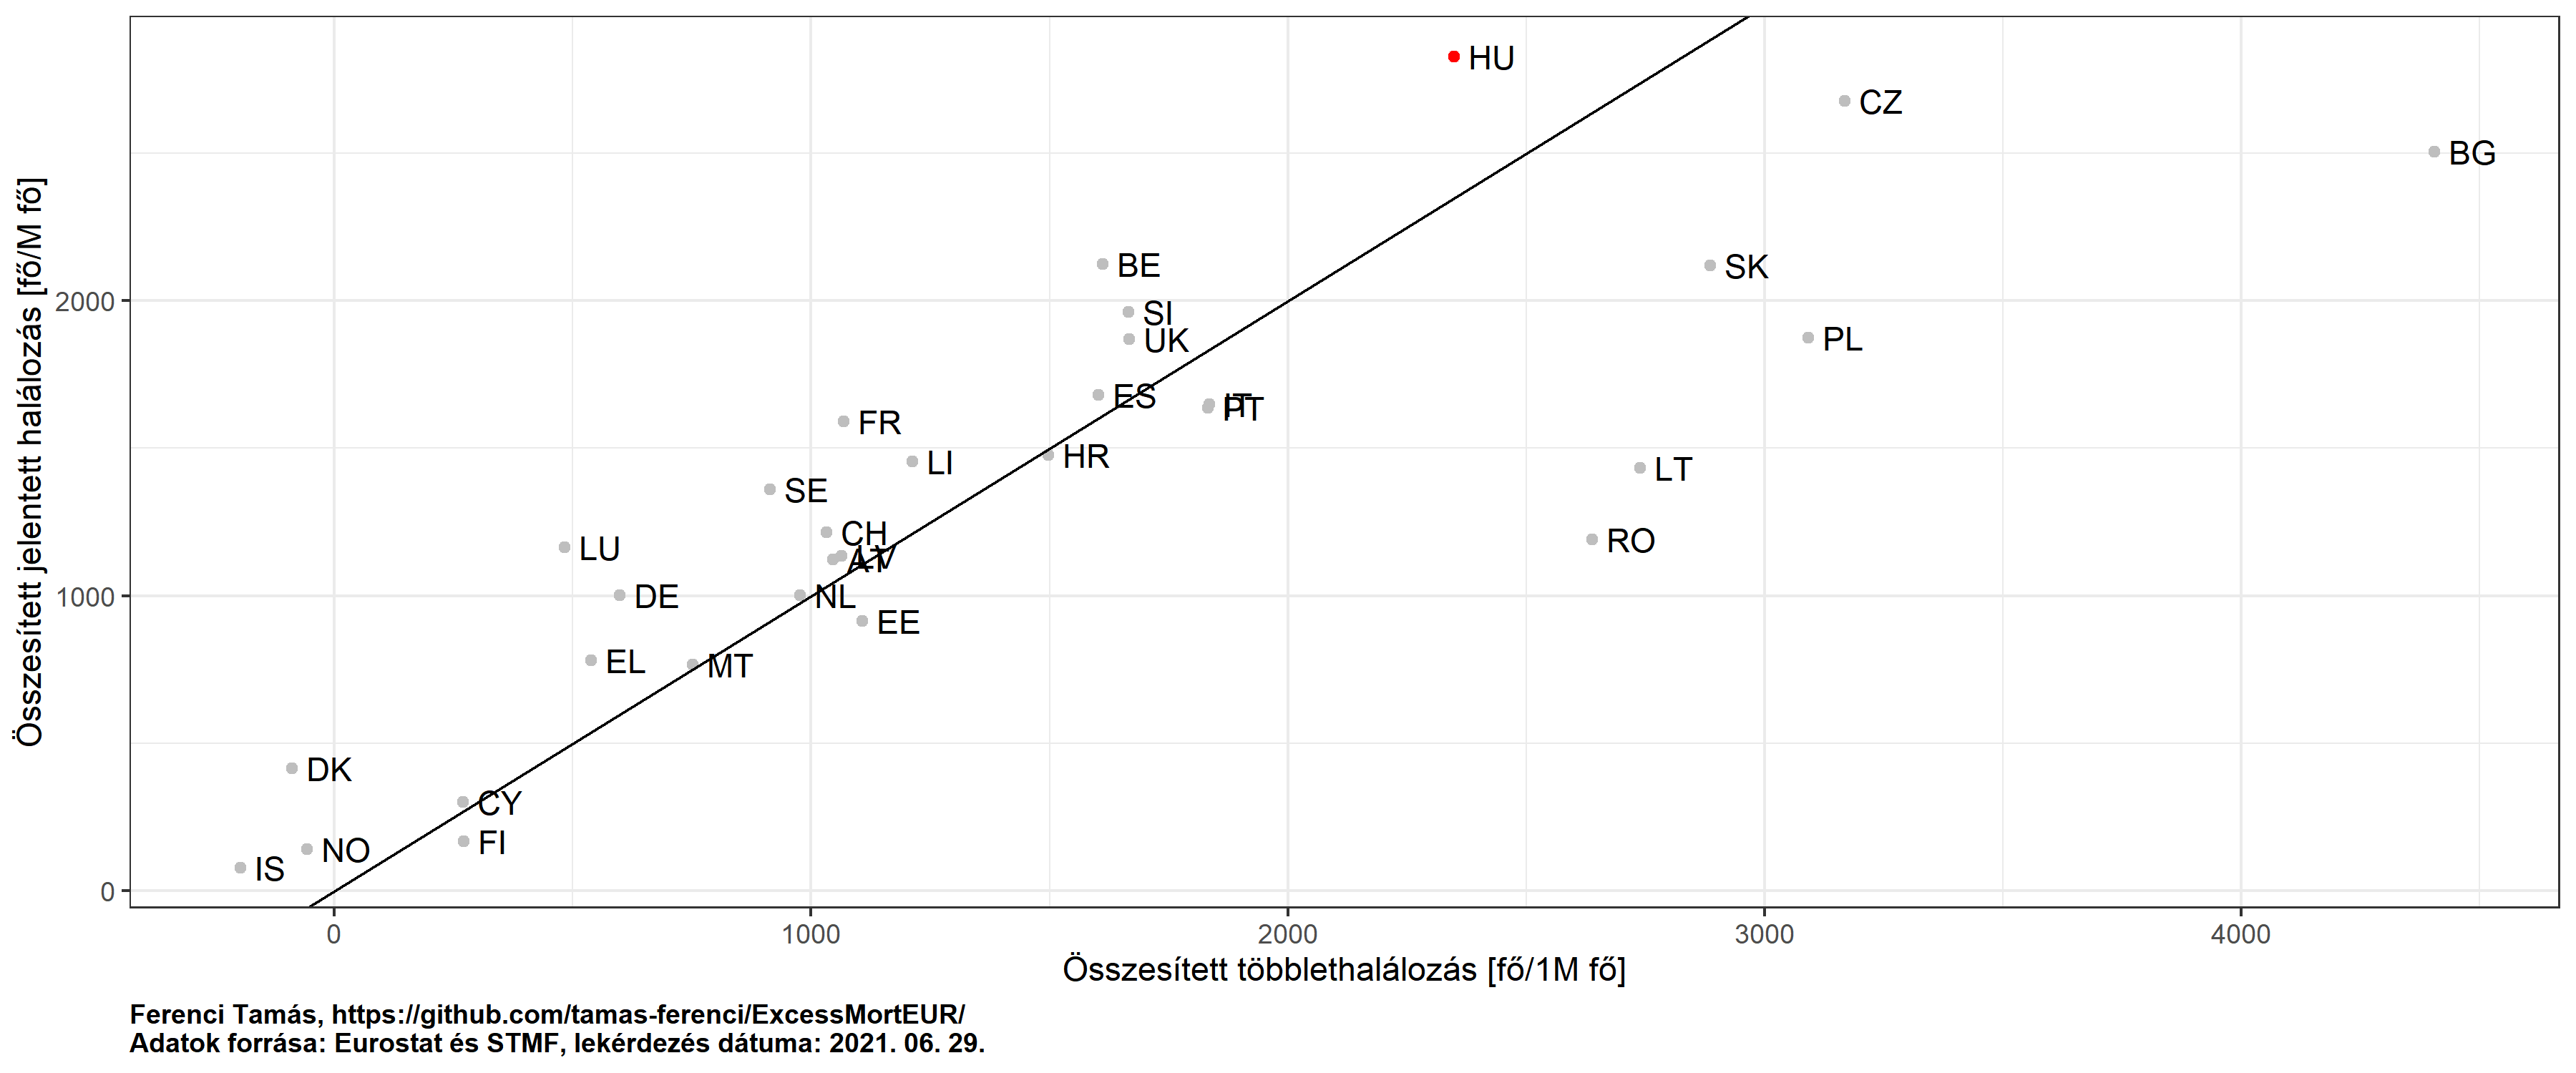 HU
CZ
BG
BE
SK
SI
UK
PL
ES
IT
PT
FR
HR
LI
LT
SE
CH
RO
LU
LV
AT
DE
NL
EE
EL
MT
DK
CY
FI
NO
IS
2000
1000
0
Összesített jelentett halálozás [fő/M fő]
0 1000 2000 3000 4000
Összesített többlethalálozás [fő/1M fő]
Ferenci Tamás, https://github.com/tamas-ferenci/ExcessMortEUR/
Adatok forrása: Eurostat és STMF, lekérdezés dátuma: 2021. 06. 29.